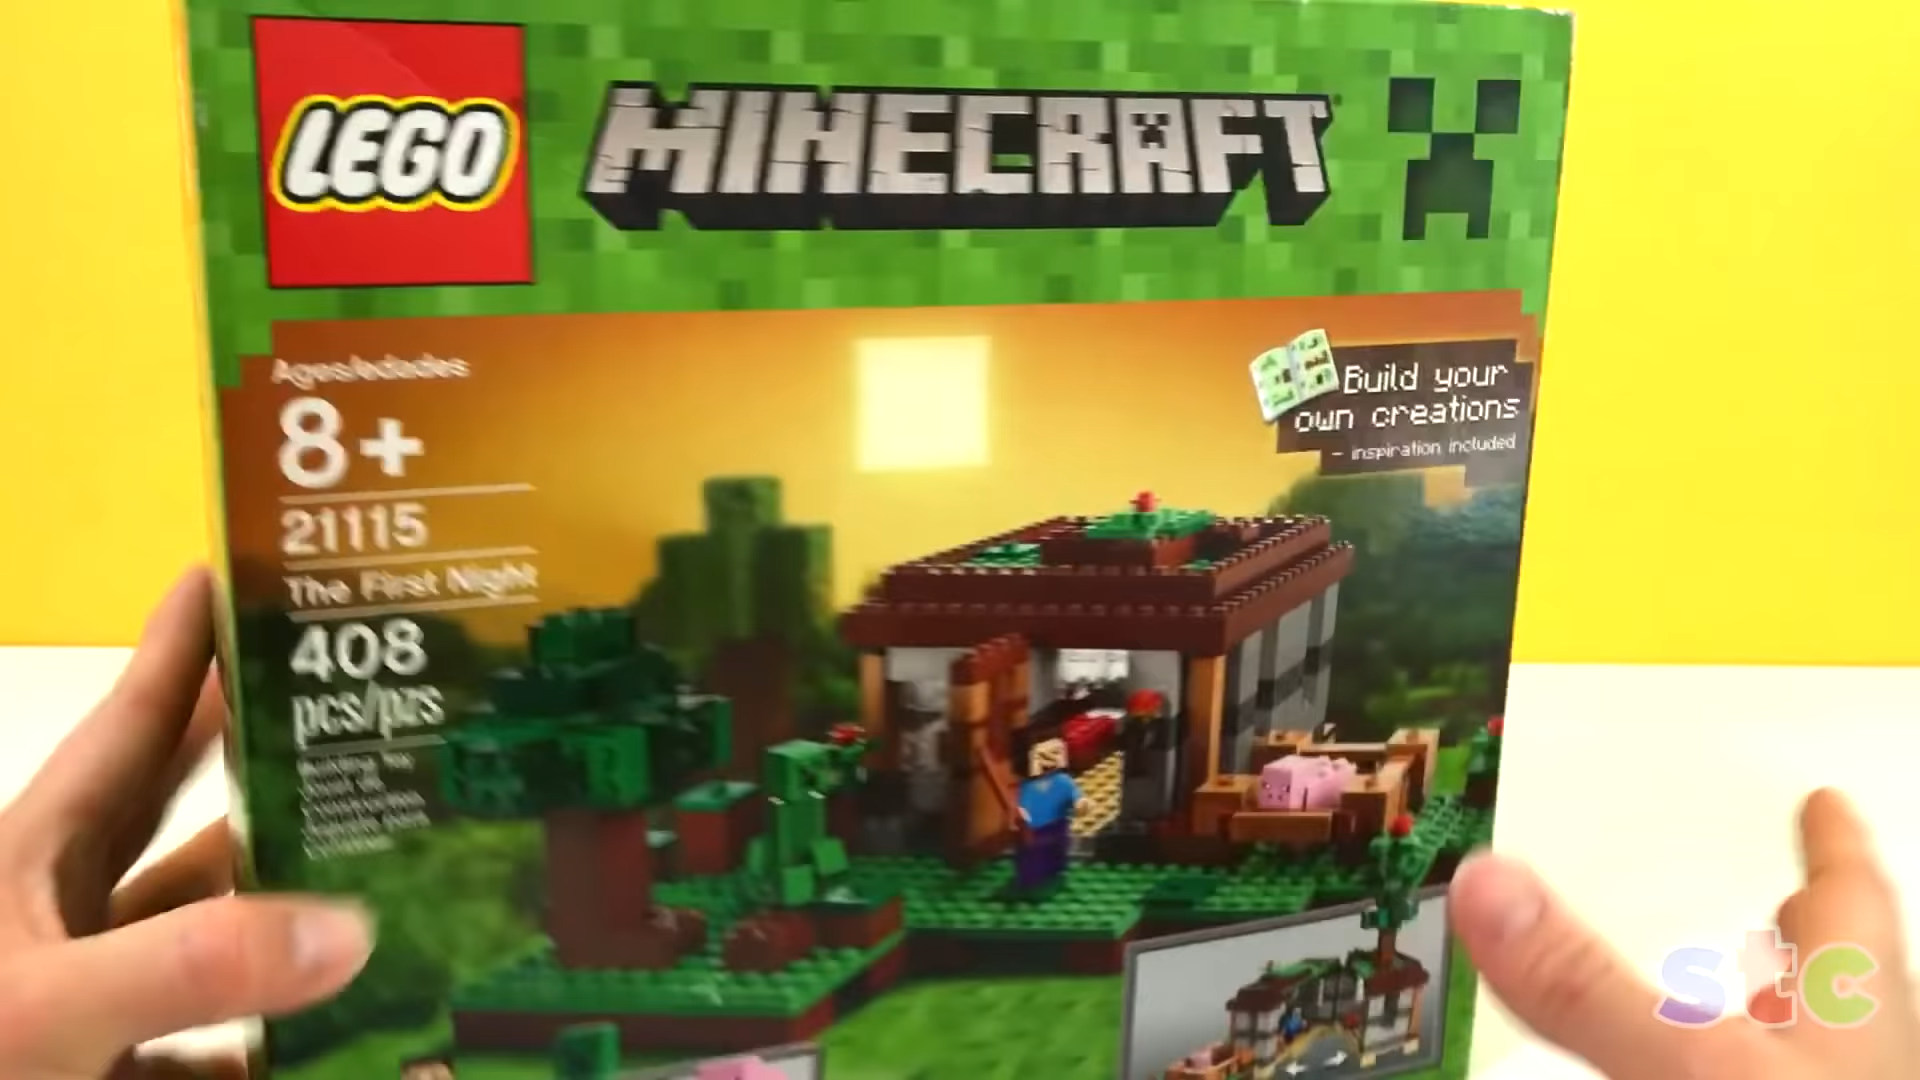 LEGO
MINECRAFT
Ages/edades
8+
21115
The First Night
408
pcs/pzs
Build your
own creations
- inspiration included
stc